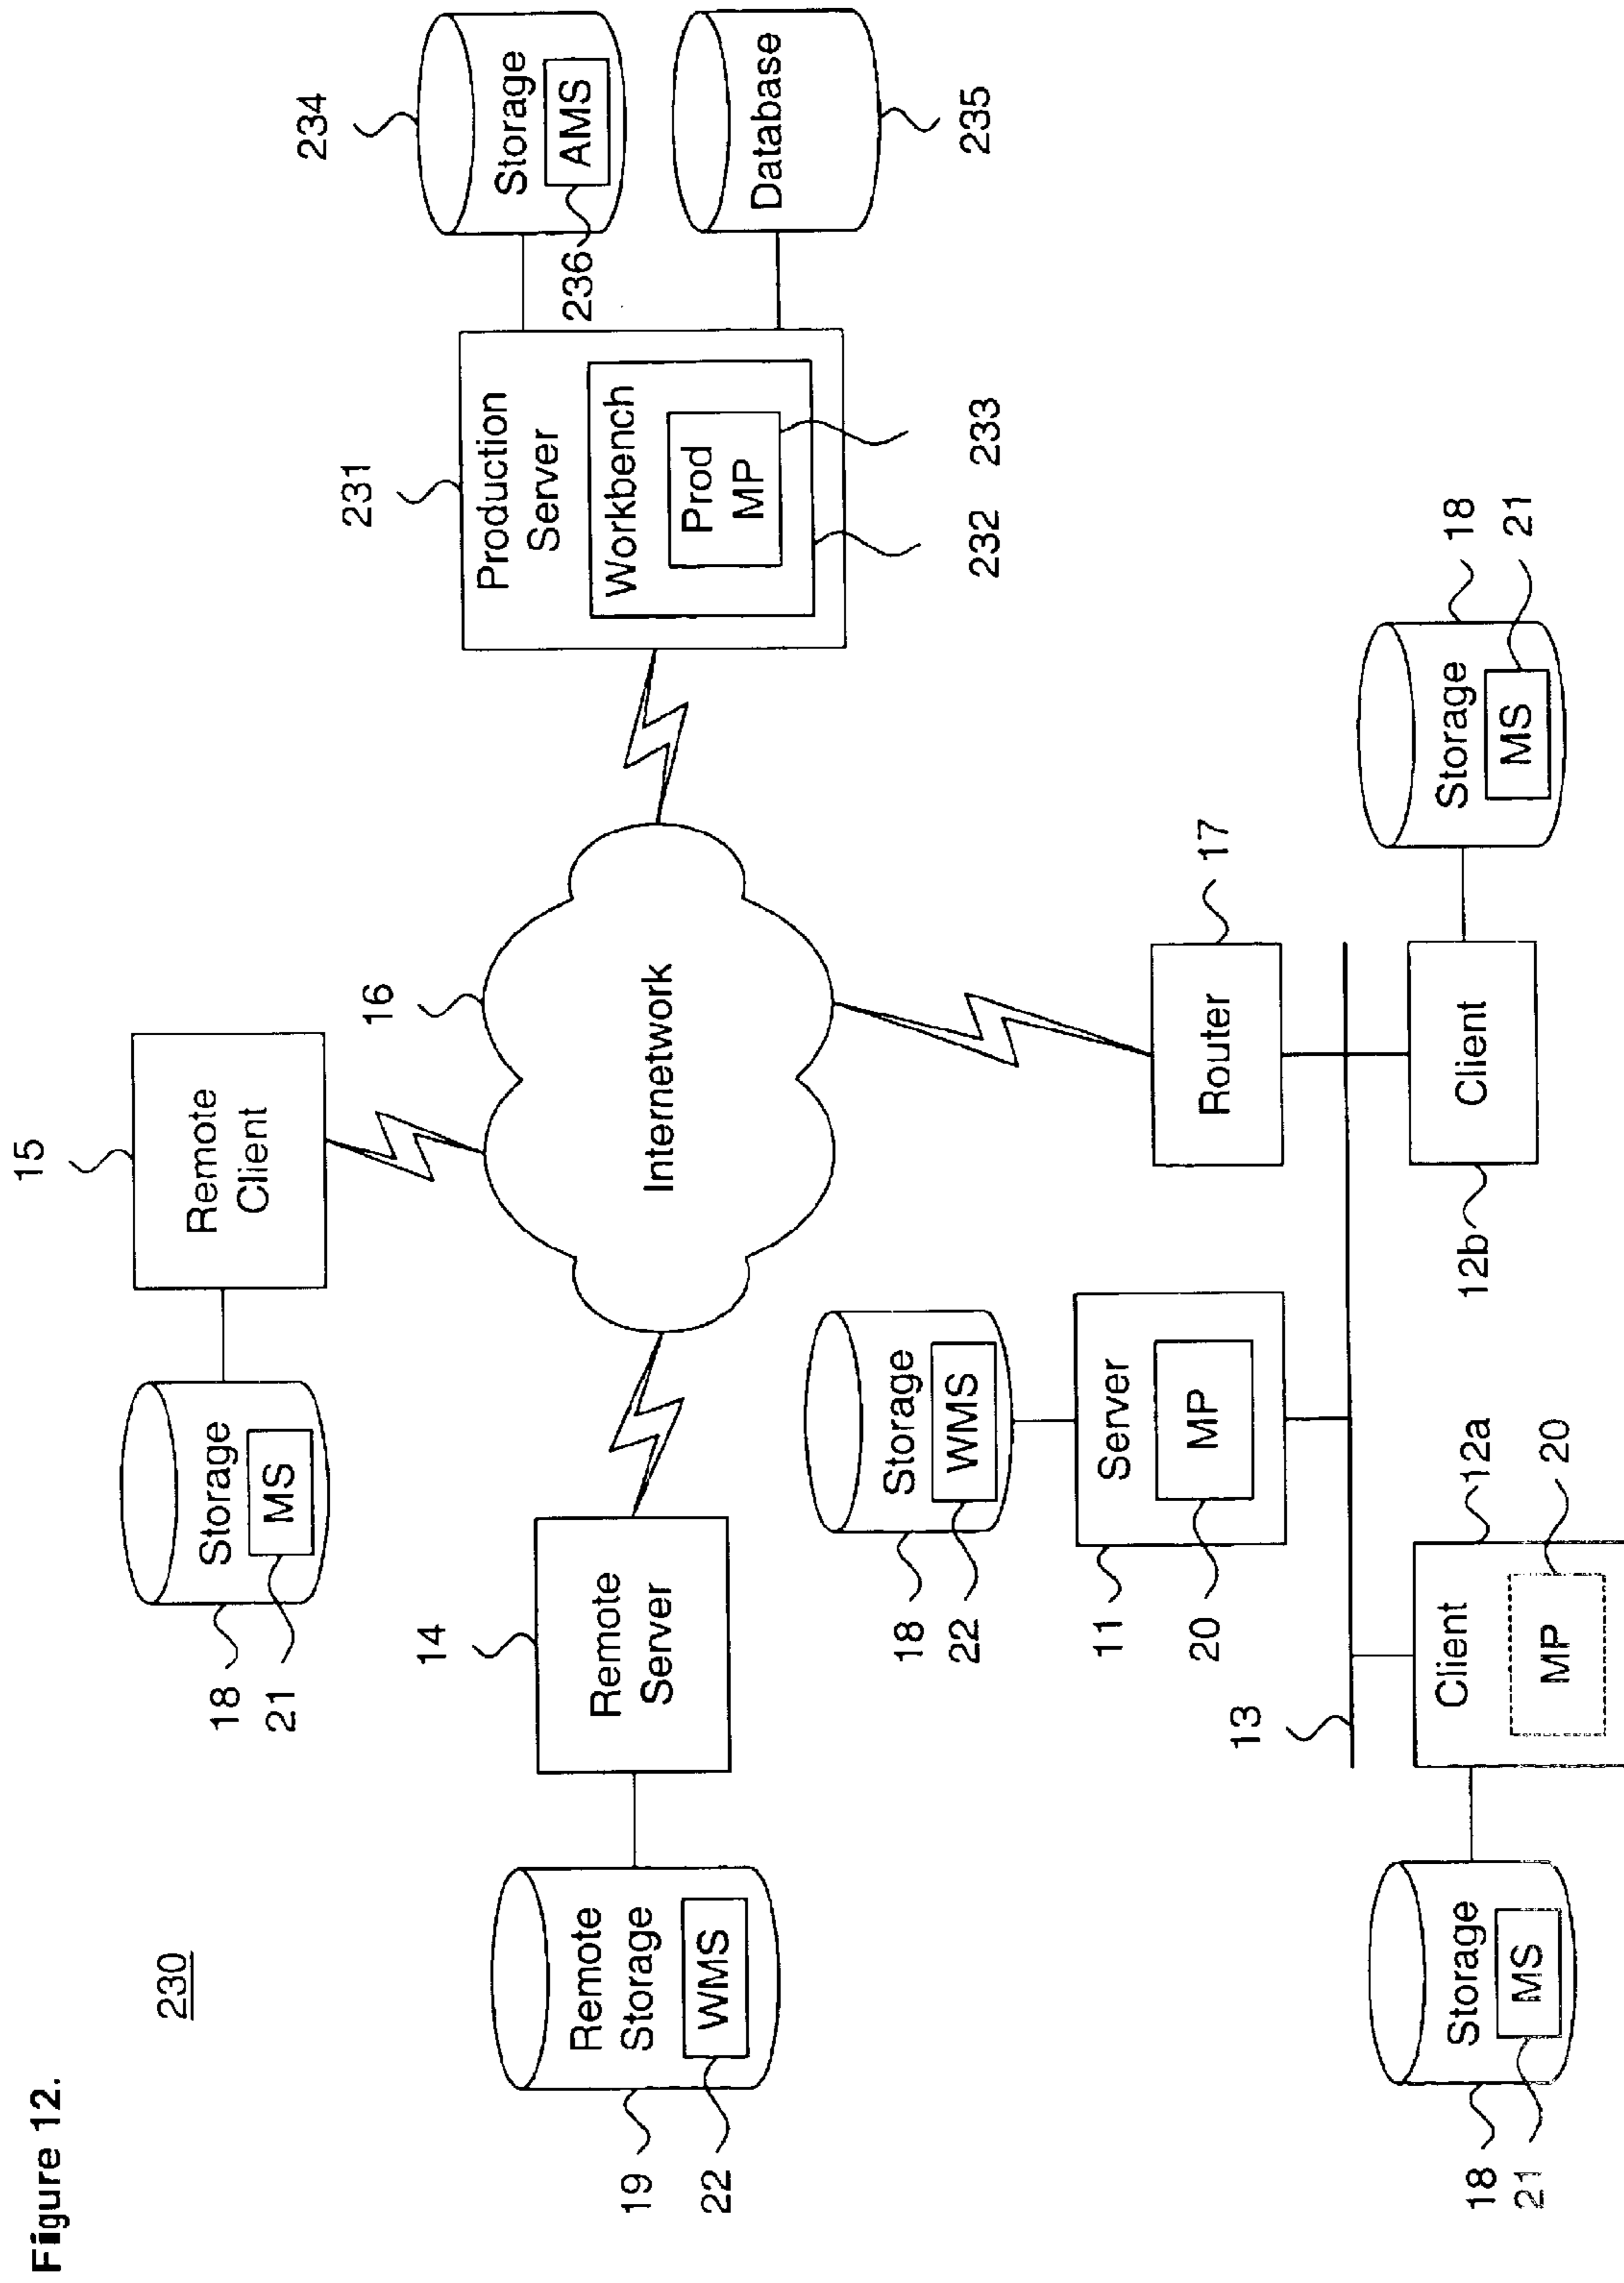 Figure 12.
230
15
Remote
Client
Storage
MS
18
21
16
Internetwork
14
Remote
Server
Remote
Storage
WMS
19
22
231
Production
Server
Workbench
Prod
MP
232
233
234
Storage
AMS
236
Database
235
Storage
WMS
18
22
Server
MP
11
20
Router
17
13
Client
12b
Storage
MS
18
21
Client
MP
12a
20
Storage
MS
18
21